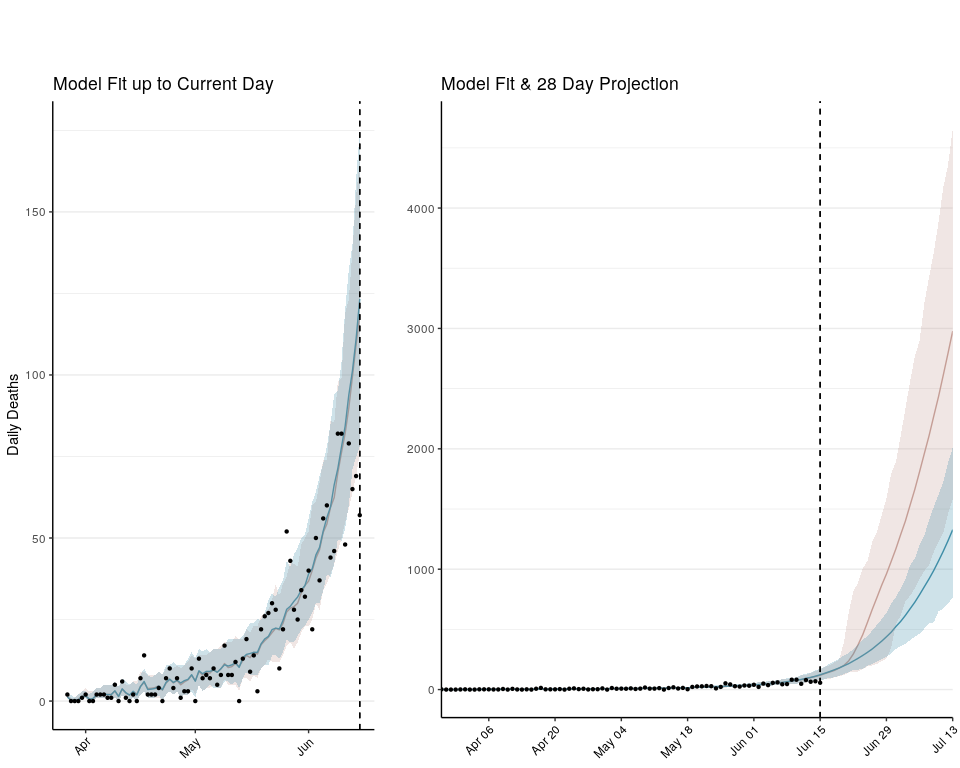 Model Fit up to Current Day
Daily Deaths
150
100
50
0
Apr
May
Jun
Model Fit & 28 Day Projection
4000
3000
2000
1000
0
Apr 06
Apr 20
May 04
May 18
Jun 01
Jun 15
Jun 29
Jul 13